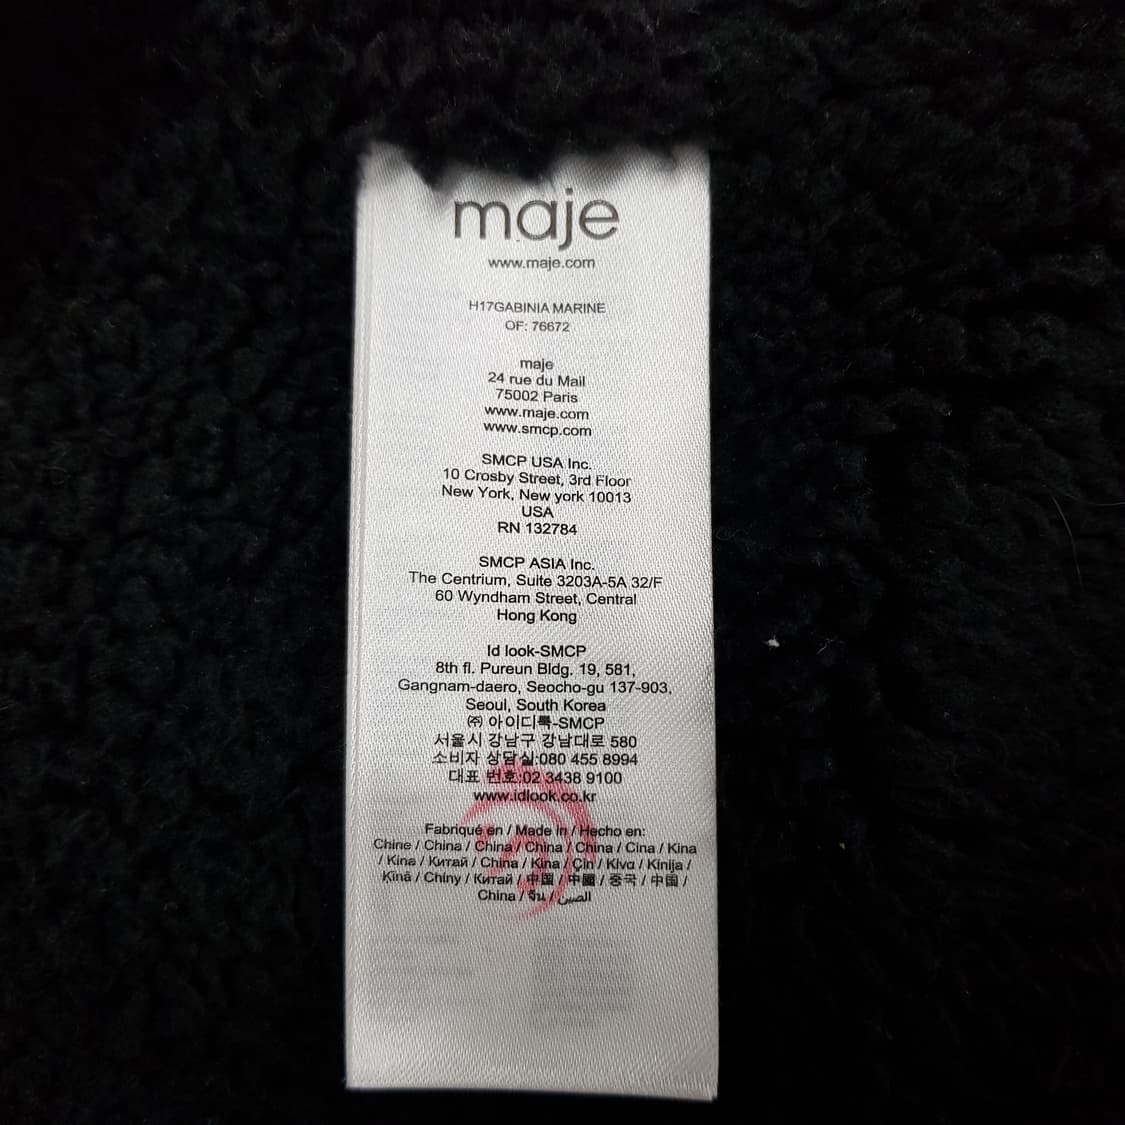 maje
www.maje.com
H17GABINIA MARINE
OF: 76672
maje
24 rue du Mail
75002 Paris
www.maje.com
www.smcp.com
SMCP USA Inc.
10 Crosby Street, 3rd Floor
New York, New york 10013
USA
RN 132784
SMCP ASIA Inc.
The Centrium, Suite 3203A-5A 32/F
60 Wyndham Street, Central
Hong Kong
Id look-SMCP
8th fl. Pureun Bldg. 19, 581,
Gangnam-daero, Seocho-gu 137-903,
Seoul, South Korea
㈜ 아이디룩-SMCP
서울시 강남구 강남대로 580
소비자 상담실:080 455 8994
대표 번호:02 3438 9100
www.idlook.co.kr
Fabriqué en / Made in / Hecho en:
Chine / China / China / China / China / Cina / Kina
/ Kina / Китай / China / Kina / Çin / Κίνα / Kinija /
Ķīnā / Chiny / Китай / 中国 / 中國 / 중국 / 中国 /
China / จีน / الصين